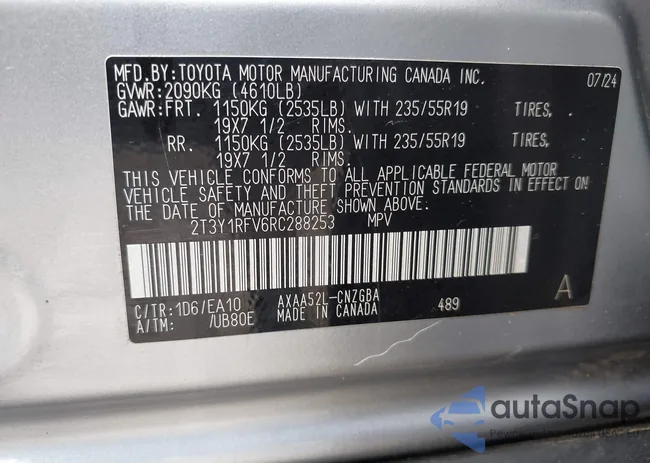 MFD.BY:TOYOTA MOTOR MANUFACTURING CANADA INC. 07/24
GVWR:2090KG (4610LB)
GAWR:FRT. 1150KG (2535LB) WITH 235/55R19 TIRES,
19X7 1/2 RIMS.
RR. 1150KG (2535LB) WITH 235/55R19 TIRES,
19X7 1/2 RIMS.
THIS VEHICLE CONFORMS TO ALL APPLICABLE FEDERAL MOTOR
VEHICLE SAFETY AND THEFT PREVENTION STANDARDS IN EFFECT ON
THE DATE OF MANUFACTURE SHOWN ABOVE.
2T3Y1RFV6RC288253 MPV
C/TR:1D6/EA10 AXAA52L-CNZGBA 489 A
A/TM: /UB80E MADE IN CANADA
autoSnap
Powered by